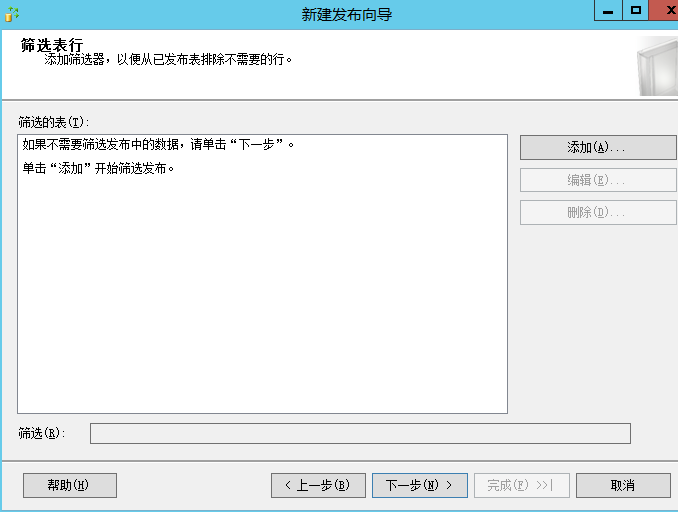 新建发布向导
筛选表行
添加筛选器，以便从已发布表排除不需要的行。
筛选的表(T):
如果不需要筛选发布中的数据，请单击“下一步”。
单击“添加”开始筛选发布。
添加(A)...
编辑(E)...
删除(D)...
筛选(R):
帮助(H)
< 上一步(B)
下一步(N) >
完成(F) >>|
取消